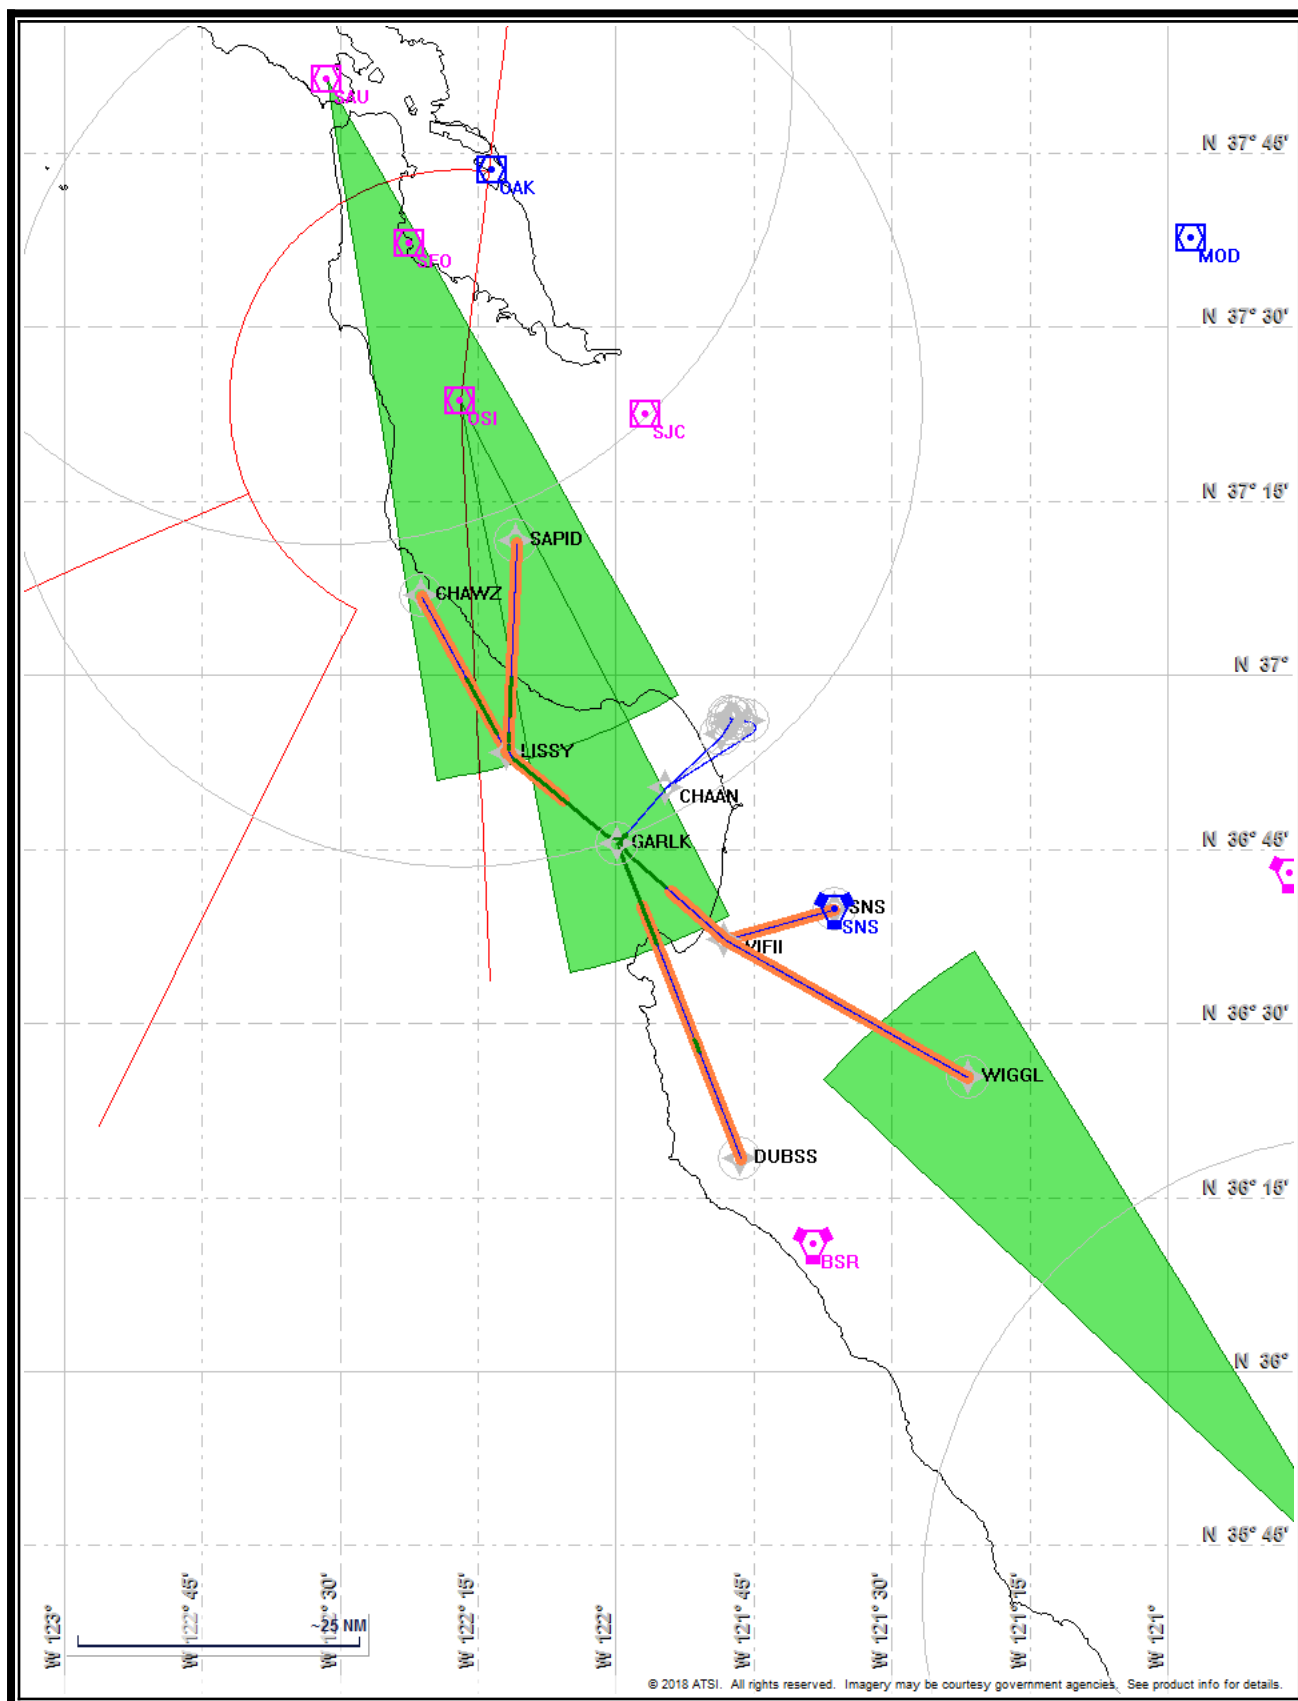 SAU
N 37° 45'
OAK
MOD
SFO
N 37° 30'
OSI
SJC
N 37° 15'
SAPID
CHAWZ
N 37°
LISSY
CHAAN
GARLK
N 36° 45'
SNS
SNS
VIFII
N 36° 30'
WIGGL
DUBSS
N 36° 15'
BSR
N 36°
N 35° 45'
W 123°
W 122° 45'
W 122° 30'
W 122° 15'
W 122°
W 121° 45'
W 121° 30'
W 121° 15'
W 121°
~25 NM
© 2018 ATSI. All rights reserved. Imagery may be courtesy government agencies. See product info for details.